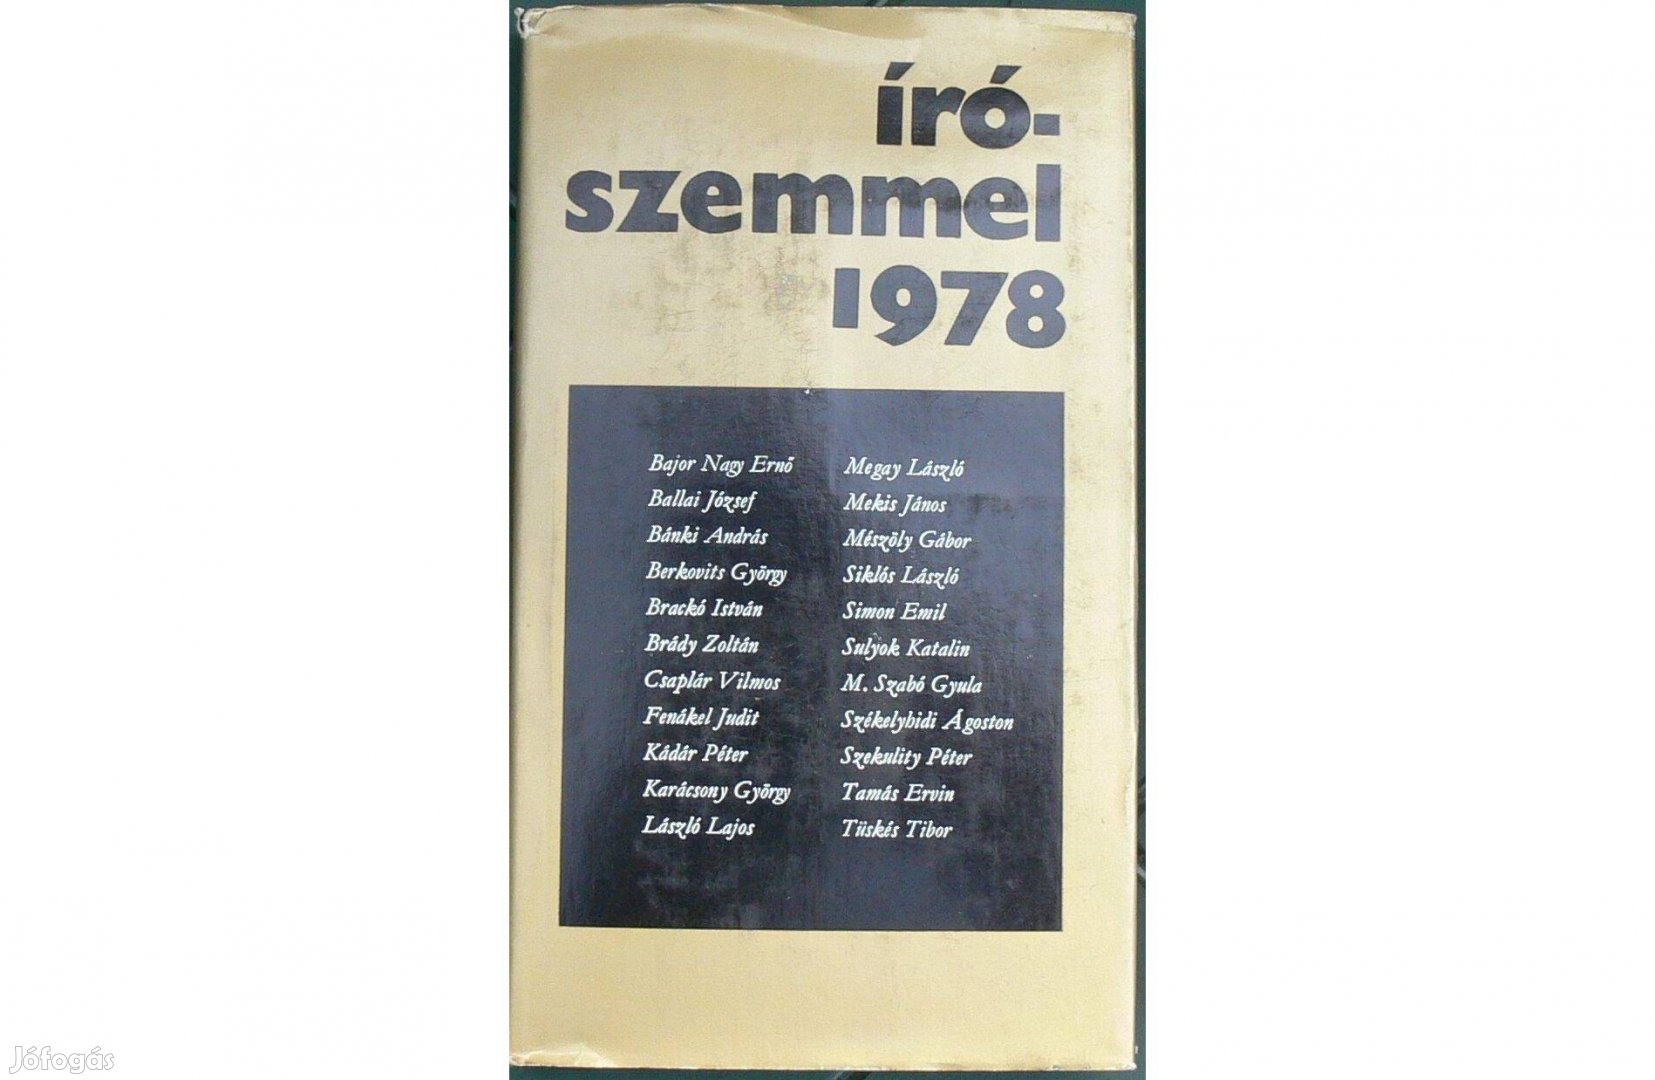 író-
szemmel
1978
Bajor Nagy Ernő
Ballai József
Bánki András
Berkovits György
Brackó István
Brády Zoltán
Csaplár Vilmos
Fenákel Judit
Kádár Péter
Karácsony György
László Lajos
Megay László
Mekis János
Mészöly Gábor
Siklós László
Simon Emil
Sulyok Katalin
M. Szabó Gyula
Székelyhidi Ágoston
Szekulity Péter
Tamás Ervin
Tüskés Tibor
Jófogás